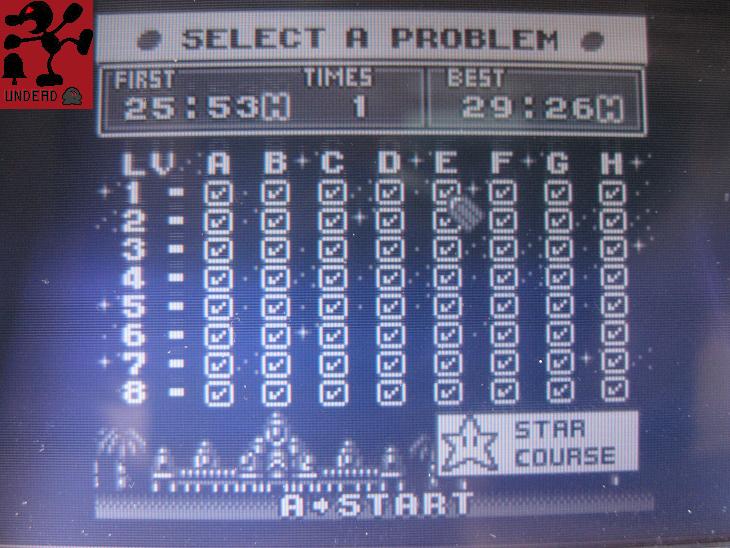 UNDEAD
SELECT A PROBLEM
FIRST TIMES BEST
25:53 1 29:26
LV. A B C D E F G H
1 -
2 -
3 -
4 -
5 -
6 -
7 -
8 -
STAR
COURSE
A→START